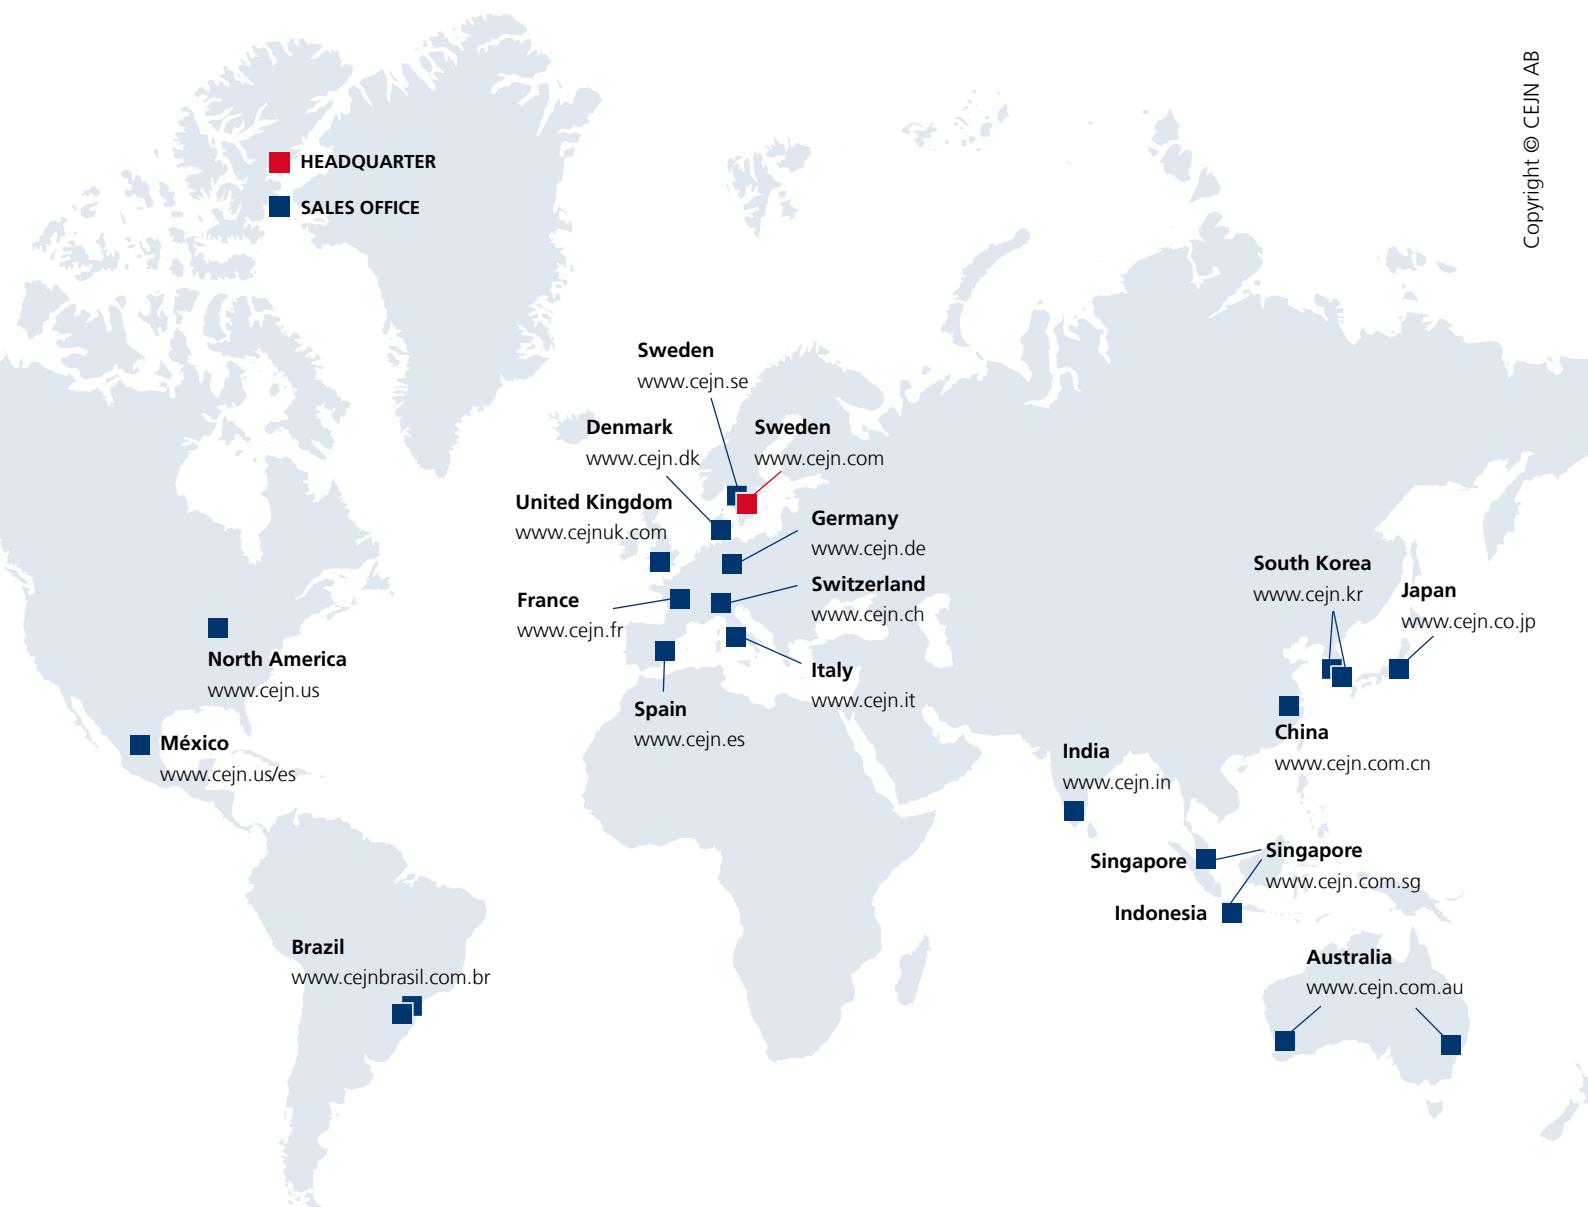 Copyright © CEJN AB
HEADQUARTER
SALES OFFICE
Sweden
www.cejn.se
Denmark
www.cejn.dk
Sweden
www.cejn.com
United Kingdom
www.cejnuk.com
Germany
www.cejn.de
France
www.cejn.fr
Switzerland
www.cejn.ch
Italy
www.cejn.it
Spain
www.cejn.es
North America
www.cejn.us
México
www.cejn.us/es
Brazil
www.cejnbrasil.com.br
South Korea
www.cejn.kr
Japan
www.cejn.co.jp
China
www.cejn.com.cn
India
www.cejn.in
Singapore
Singapore
www.cejn.com.sg
Indonesia
Australia
www.cejn.com.au